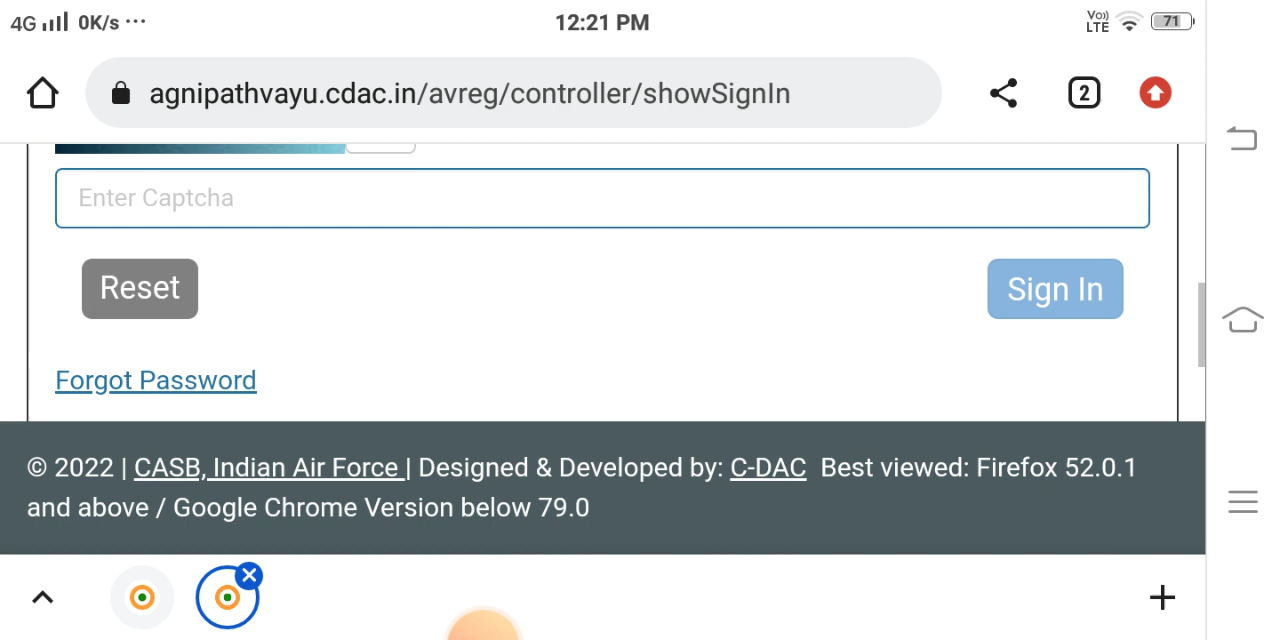 4G 0K/s ... 12:21 PM Vo)) LTE 71
agnipathvayu.cdac.in/avreg/controller/showSignIn 2
Enter Captcha
Reset Sign In
Forgot Password
© 2022 | CASB, Indian Air Force | Designed & Developed by: C-DAC Best viewed: Firefox 52.0.1
and above / Google Chrome Version below 79.0